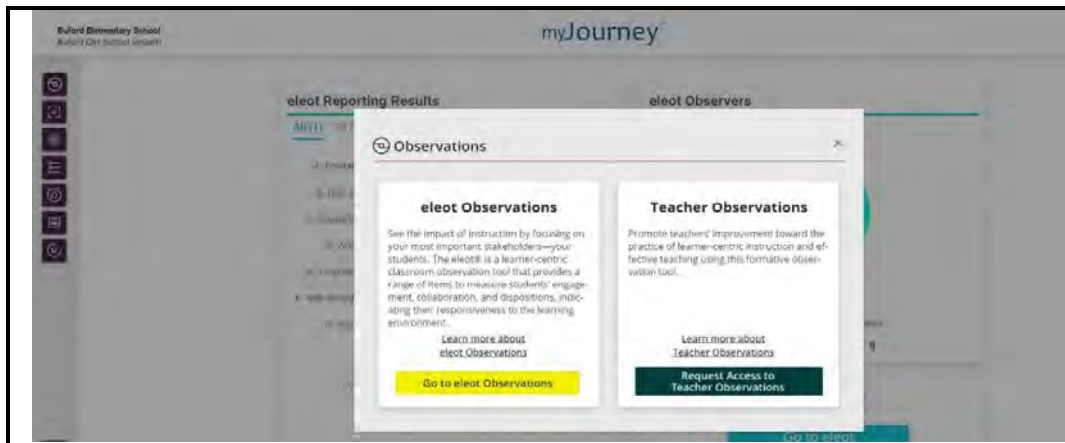 Buford Elementary School
Buford City School System
myJourney
eleot Reporting Results
eleot Observers
All (1)
Observations
×
eleot Observations
See the impact of instruction by focusing on
your most important stakeholders—your
students. The eleot® is a learner-centric
classroom observation tool that provides a
range of items to measure students' engage-
ment, collaboration, and dispositions, indic-
ating their responsiveness to the learning
environment.
Learn more about
eleot Observations
Go to eleot Observations
Teacher Observations
Promote teachers' improvement toward the
practice of learner-centric instruction and ef-
fective teaching using this formative obser-
vation tool.
Learn more about
Teacher Observations
Request Access to
Teacher Observations
9
Go to eleot